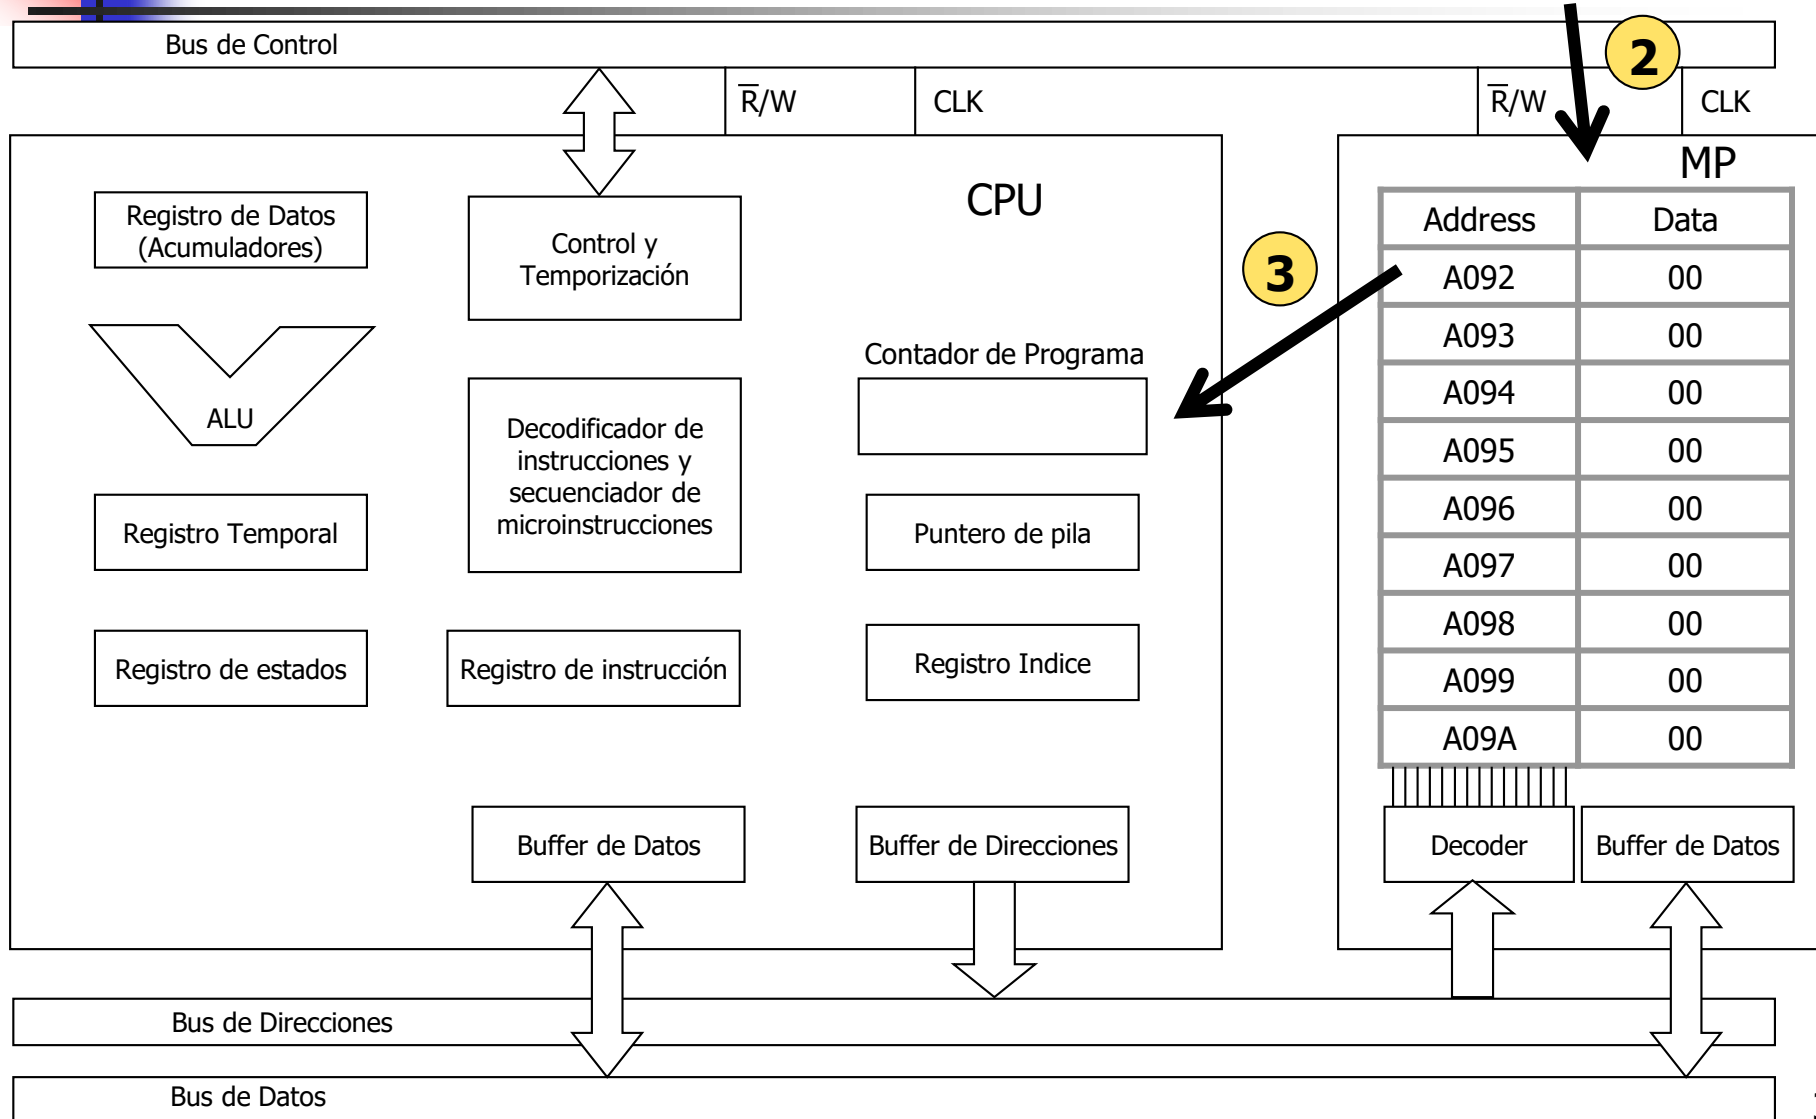 Bus de Control
2
R̅/W
CLK
R̅/W
CLK
CPU
MP
Registro de Datos
(Acumuladores)
Control y
Temporización
3
Address Data
A092 00
A093 00
A094 00
A095 00
A096 00
A097 00
A098 00
A099 00
A09A 00
Contador de Programa
ALU
Decodificador de
instrucciones y
secuenciador de
microinstrucciones
Registro Temporal
Puntero de pila
Registro de estados
Registro de instrucción
Registro Indice
Buffer de Datos
Buffer de Direcciones
Decoder
Buffer de Datos
Bus de Direcciones
Bus de Datos